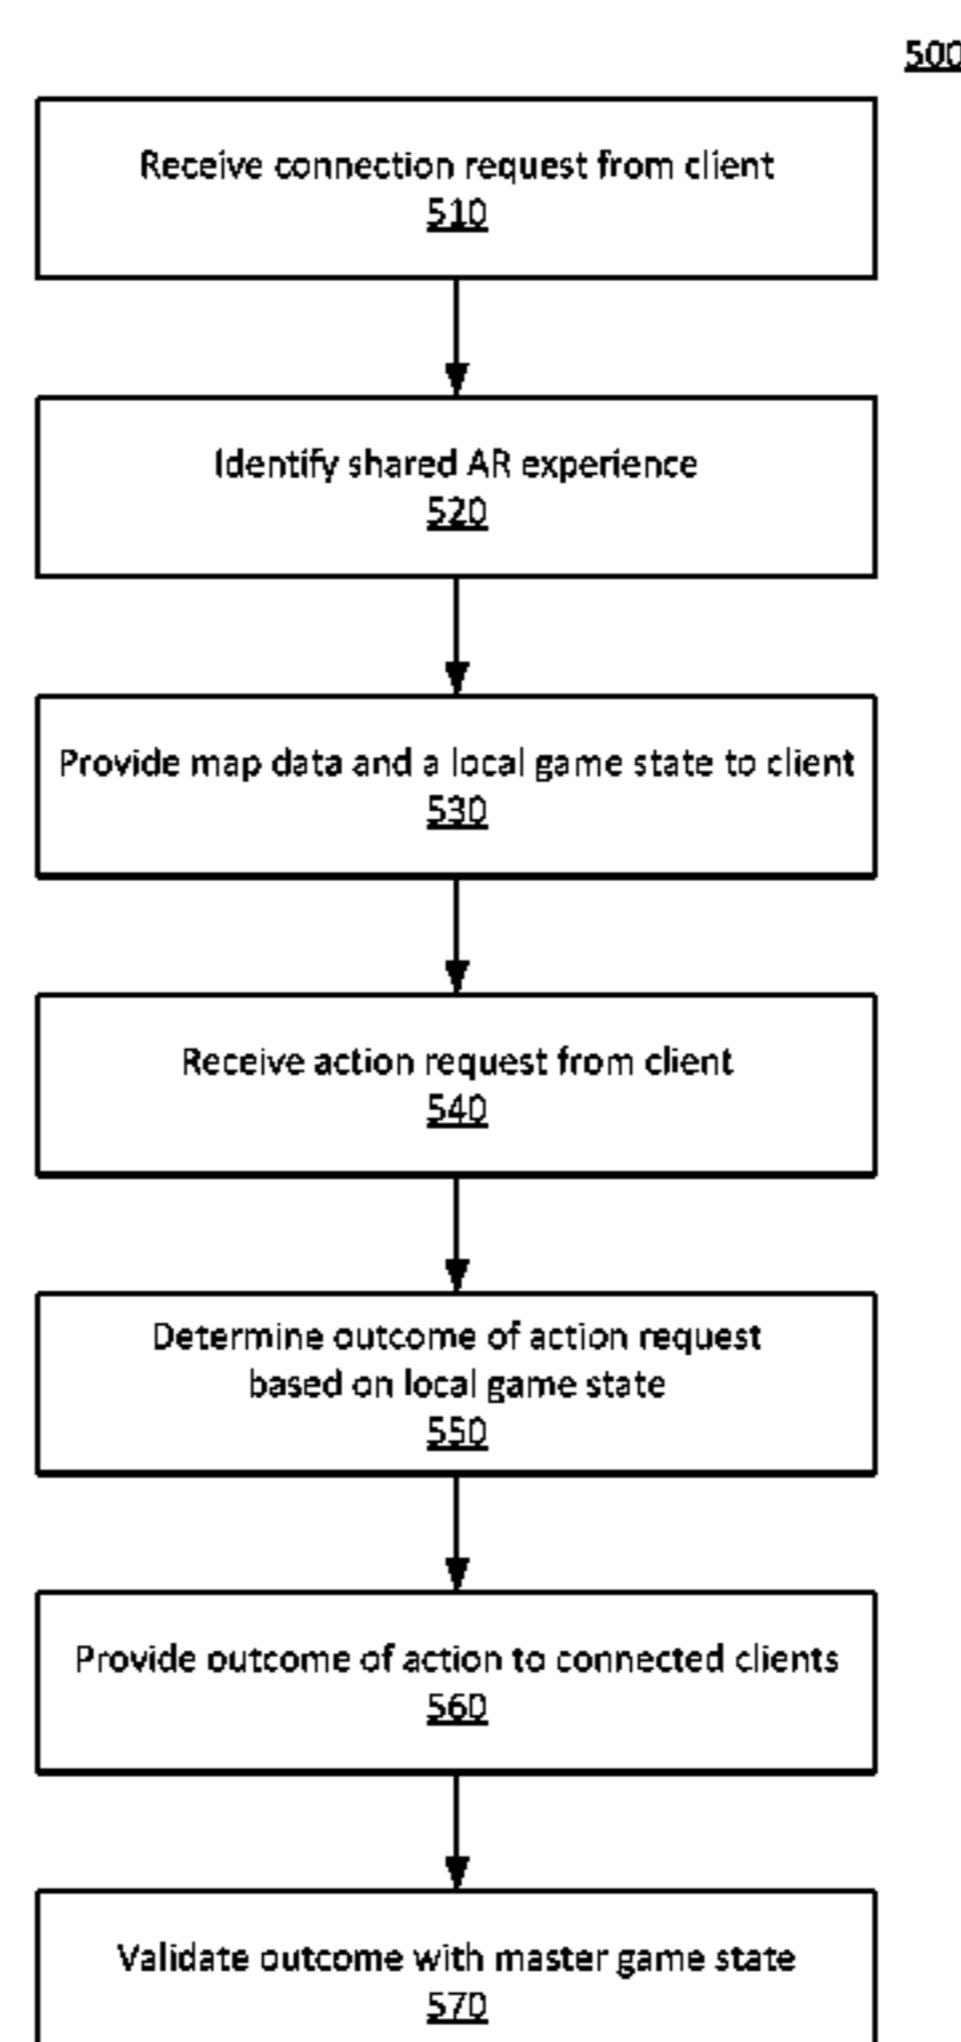 500
Receive connection request from client
510
Identify shared AR experience
520
Provide map data and a local game state to client
530
Receive action request from client
540
Determine outcome of action request
based on local game state
550
Provide outcome of action to connected clients
560
Validate outcome with master game state
570